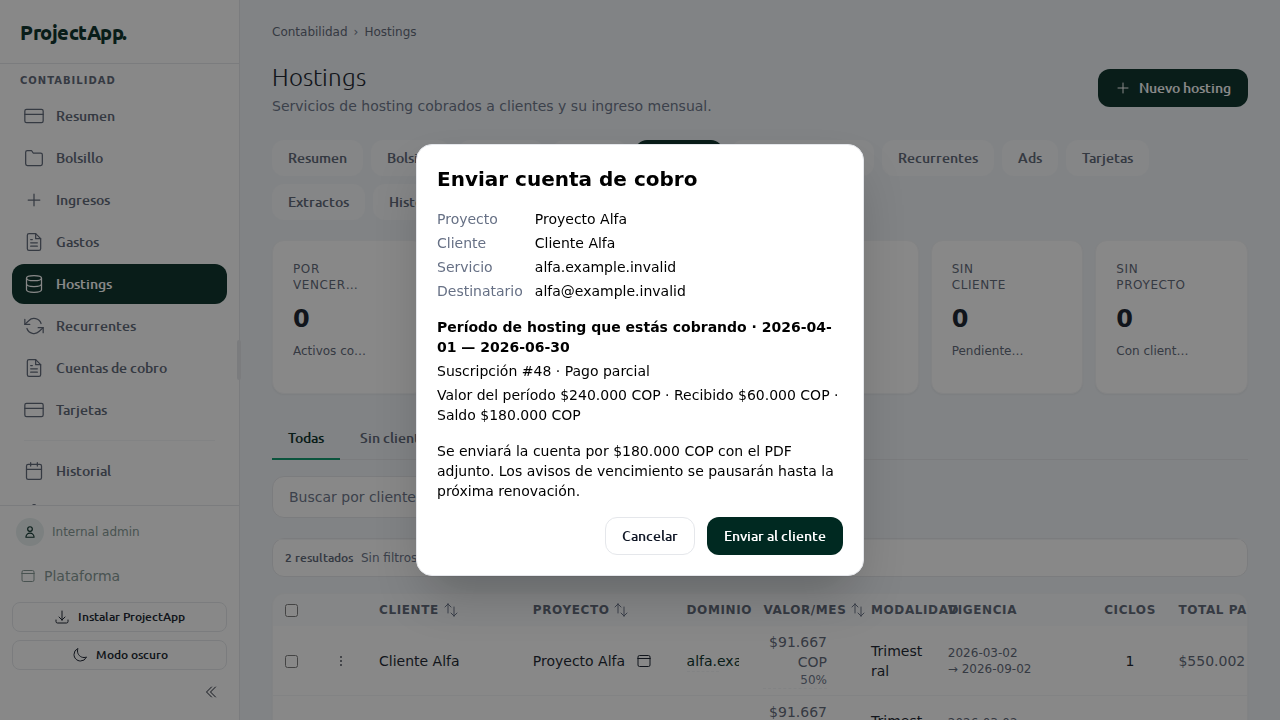 ProjectApp.
CONTABILIDAD
Resumen
Bolsillo
Ingresos
Gastos
Hostings
Recurrentes
Cuentas de cobro
Tarjetas
Historial
Internal admin
Plataforma
Instalar ProjectApp
Modo oscuro
Contabilidad › Hostings
Hostings
Servicios de hosting cobrados a clientes y su ingreso mensual.
Nuevo hosting
Resumen
Recurrentes
Ads
Tarjetas
Extractos
POR VENCER…
0
Activos co…
SIN CLIENTE
0
Pendiente…
SIN PROYECTO
0
Con client…
Todas
Buscar por cliente
2 resultados Sin filtros
Enviar cuenta de cobro
Proyecto Proyecto Alfa
Cliente Cliente Alfa
Servicio alfa.example.invalid
Destinatario alfa@example.invalid
Período de hosting que estás cobrando · 2026-04-
01 — 2026-06-30
Suscripción #48 · Pago parcial
Valor del período $240.000 COP · Recibido $60.000 COP ·
Saldo $180.000 COP
Se enviará la cuenta por $180.000 COP con el PDF
adjunto. Los avisos de vencimiento se pausarán hasta la
próxima renovación.
Cancelar
Enviar al cliente
CLIENTE PROYECTO DOMINIO VALOR/MES MODALIDAD VIGENCIA CICLOS TOTAL PA
Cliente Alfa Proyecto Alfa alfa.exa $91.667 COP 50% Trimestral 2026-03-02 → 2026-09-02 1 $550.002
$91.667